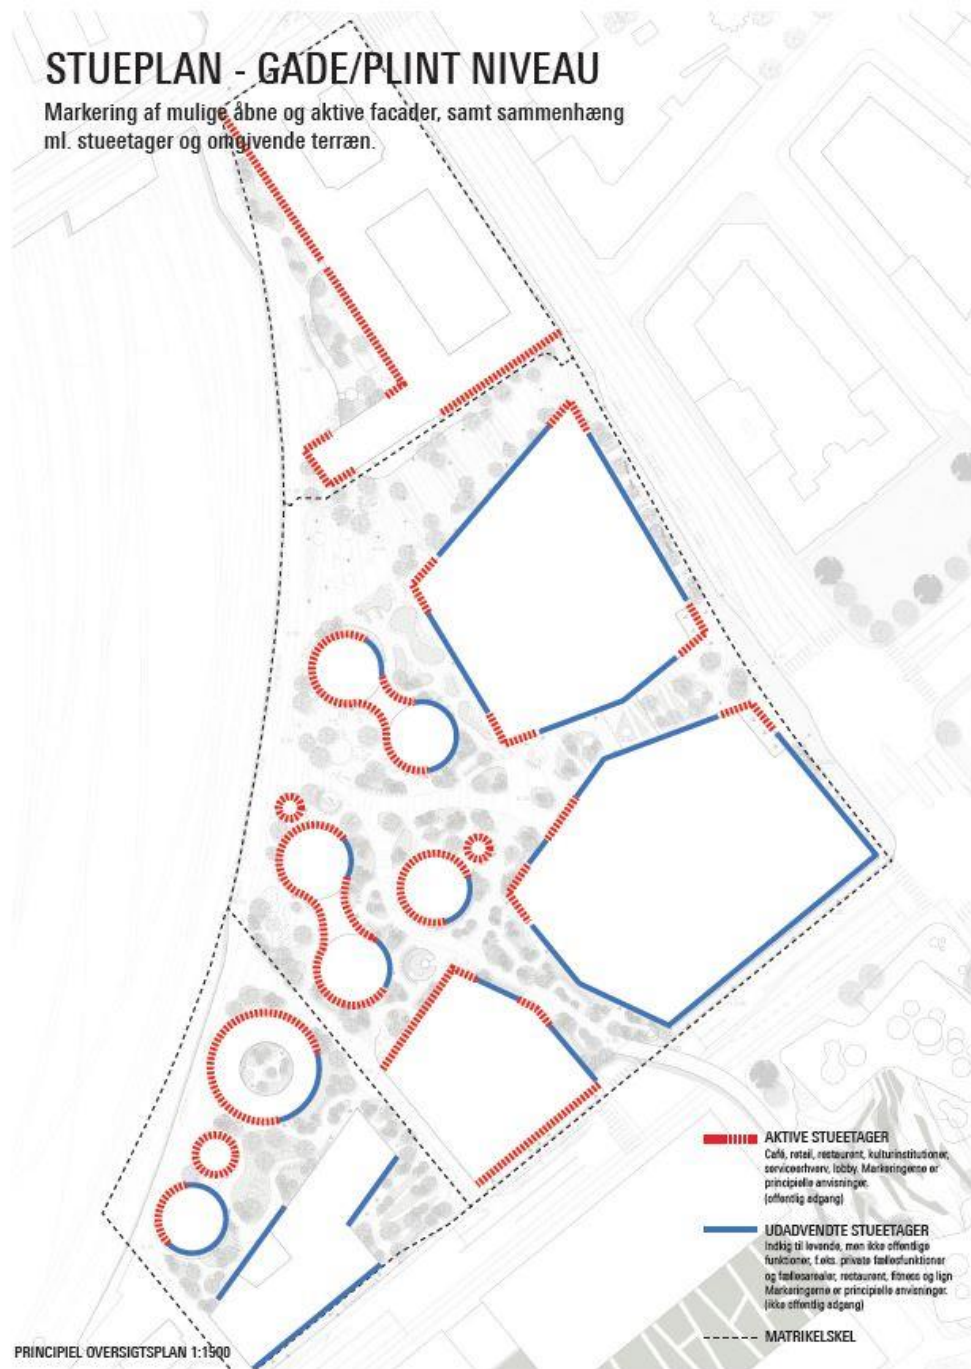 STUEPLAN - GADE/PLINT NIVEAU
Markering af mulige åbne og aktive facader, samt sammenhæng
ml. stueetager og omgivende terræn.
AKTIVE STUEETAGER
Café, retail, restaurent, kulturinstitutioner,
serviceerhverv, lobby. Markeringerne er
principielle anvisninger.
(offentlig adgang)
UDADVENDTE STUEETAGER
Indkig til levende, men ikke offentlige
funktioner, f.eks. private fællesfunktioner
og fællesarealer, restaurent, fitness og lign
Markeringerne er principielle anvisninger.
(ikke offentlig adgang)
MATRIKELSKEL
PRINCIPIEL OVERSIGTSPLAN 1:1500